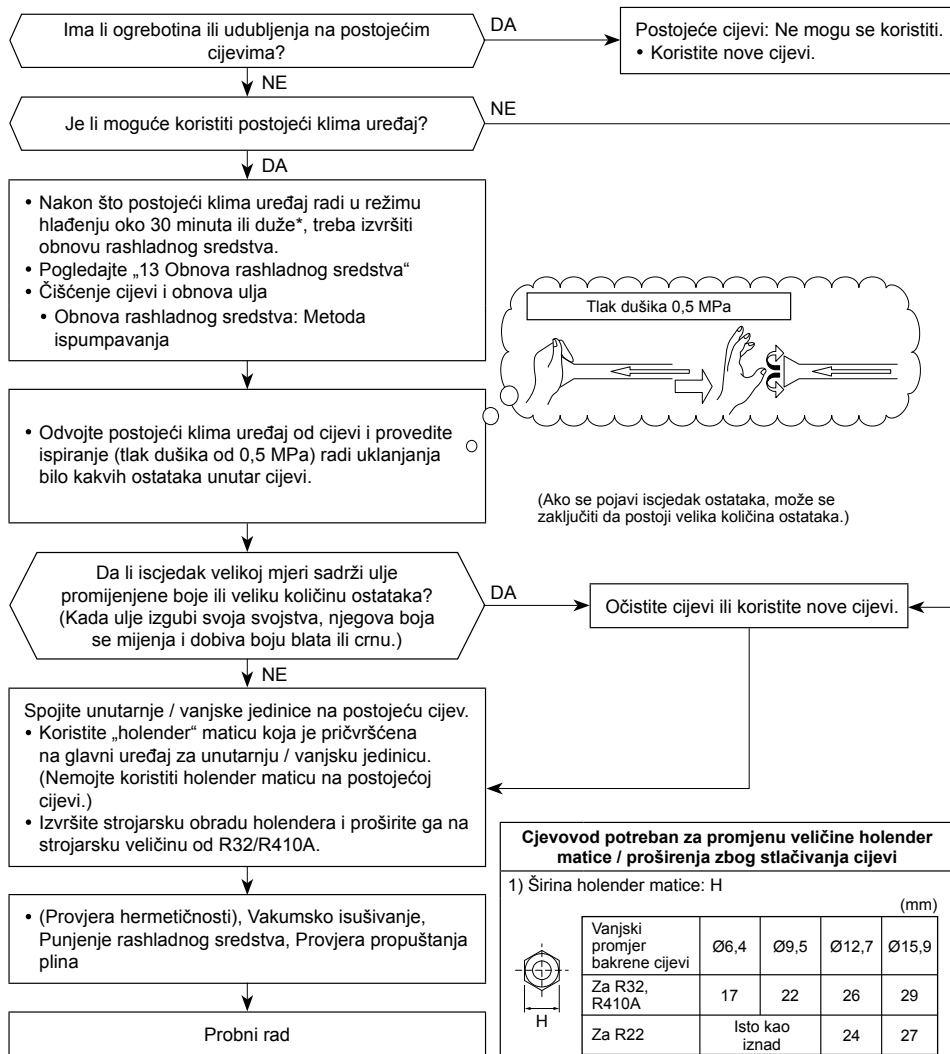 Ima li ogrebotina ili udubljenja na postojećim
cijevima?
DA
Postojeće cijevi: Ne mogu se koristiti.
• Koristite nove cijevi.
NE
Je li moguće koristiti postojeći klima uređaj?
NE
DA
• Nakon što postojeći klima uređaj radi u režimu
hlađenju oko 30 minuta ili duže*, treba izvršiti
obnovu rashladnog sredstva.
• Pogledajte „13 Obnova rashladnog sredstva“
• Čišćenje cijevi i obnova ulja
• Obnova rashladnog sredstva: Metoda
ispumpavanja
Tlak dušika 0,5 MPa
• Odvojte postojeći klima uređaj od cijevi i provedite
ispiranje (tlak dušika od 0,5 MPa) radi uklanjanja
bilo kakvih ostataka unutar cijevi.
(Ako se pojavi iscjedak ostataka, može se
zaključiti da postoji velika količina ostataka.)
Da li iscjedak velikoj mjeri sadrži ulje
promijenjene boje ili veliku količinu ostataka?
(Kada ulje izgubi svoja svojstva, njegova boja
se mijenja i dobiva boju blata ili crnu.)
DA
Očistite cijevi ili koristite nove cijevi.
NE
Spojite unutarnje / vanjske jedinice na postojeću cijev.
• Koristite „holender“ maticu koja je pričvršćena
na glavni uređaj za unutarnju / vanjsku jedinicu.
(Nemojte koristiti holender maticu na postojećoj
cijevi.)
• Izvršite strojarsku obradu holendera i proširite ga na
strojarsku veličinu od R32/R410A.
• (Provjera hermetičnosti), Vakumsko isušivanje,
Punjenje rashladnog sredstva, Provjera propuštanja
plina
Probni rad
Cjevovod potreban za promjenu veličine holender
matice / proširenja zbog stlačivanja cijevi
1) Širina holender matice: H
(mm)
H
Vanjski
promjer
bakrene cijevi
Ø6,4 Ø9,5 Ø12,7 Ø15,9
Za R32,
R410A
17 22 26 29
Za R22
Isto kao
iznad
24 27